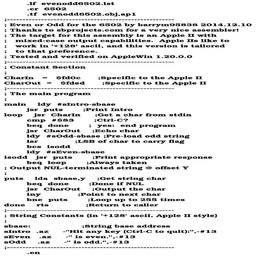 .lf evenodd6502.lst
.cr 6502
.tf evenodd6502.obj,ap1
;------------------------------------------------------
; Even or Odd for the 6502 by barrym95838 2014.12.10
; Thanks to sbprojects.com for a very nice assembler!
; The target for this assembly is an Apple II with
;   mixed-case output capabilities.  Apple IIs like to
;   work in '+128' ascii, and this version is tailored
;   to that preference.
; Tested and verified on AppleWin 1.20.0.0
;------------------------------------------------------
; Constant Section
;
CharIn   =   $fd0c     ;Specific to the Apple II
CharOut  =   $fded     ;Specific to the Apple II
;------------------------------------------------------
; The main program
;
main    ldy  #sIntro-sbase
        jsr  puts      ;Print Intro
loop    jsr  CharIn    ;Get a char from stdin
        cmp  #$83      ;Ctrl-C?
        beq  done      ;  yes:  end program
        jsr  CharOut   ;Echo char
        ldy  #sOdd-sbase ;Pre-load odd string
        lsr            ;LSB of char to carry flag
        bcs  isodd
        ldy  #sEven-sbase
isodd   jsr  puts      ;Print appropriate response
        beq  loop      ;Always taken
; Output NUL-terminated string @ offset Y
;
puts    lda  sbase,y   ;Get string char
        beq  done      ;Done if NUL
        jsr  CharOut   ;Output the char
        iny            ;Point to next char
        bne  puts      ;Loop up to 255 times
done    rts            ;Return to caller
;------------------------------------------------------
; String Constants (in '+128' ascii, Apple II style)
;
sbase:                 ;String base address
sIntro  .az     -"Hit any key (Ctrl-C to quit):",-#13
sEven   .az     -" is even.",-#13
sOdd    .az     -" is odd.",-#13
;------------------------------------------------------
        .en